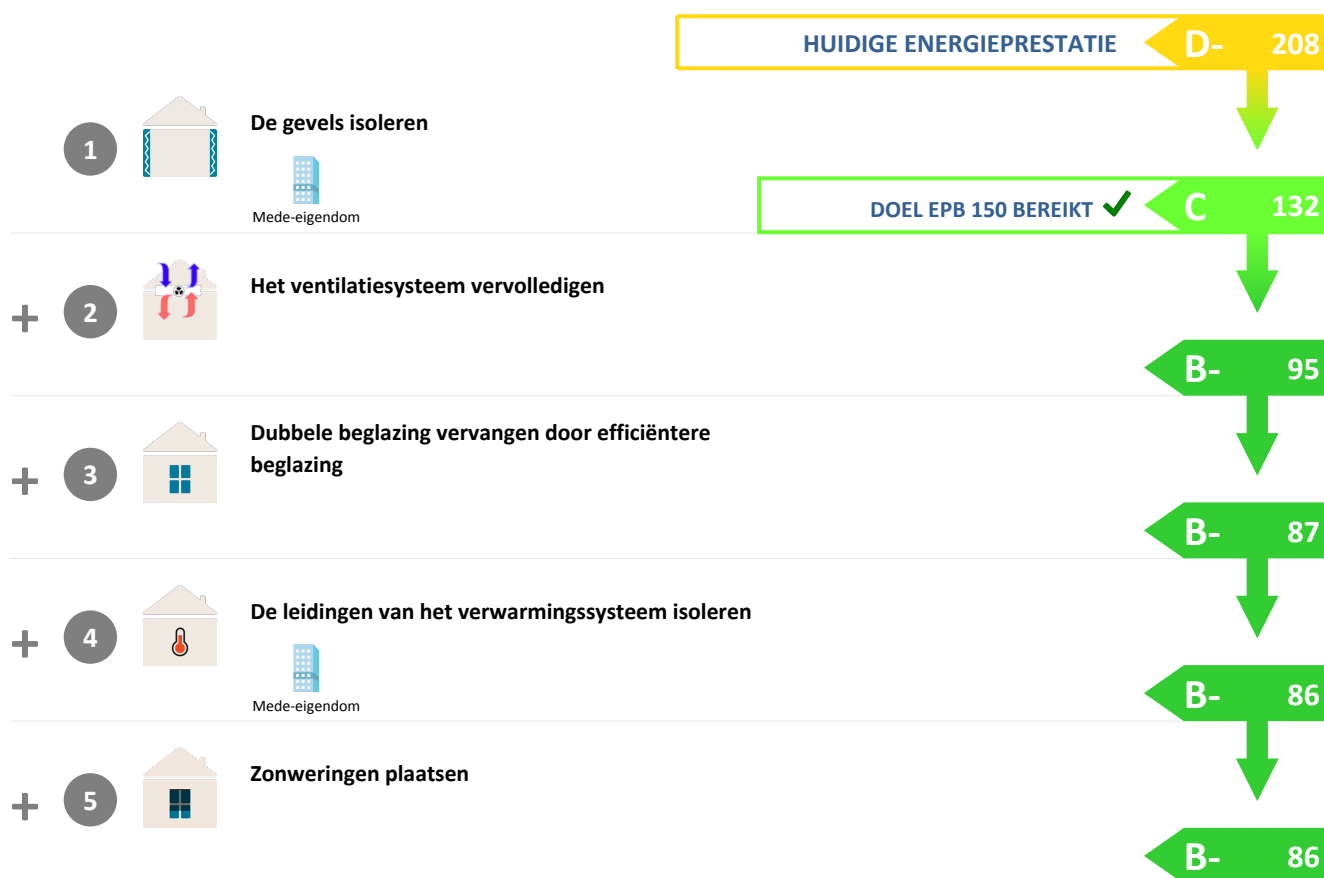 HUIDIGE ENERGIEPRESTATIE D- 208
1 De gevels isoleren
Mede-eigendom
DOEL EPB 150 BEREIKT ✓ C 132
+ 2 Het ventilatiesysteem vervolledigen
B- 95
+ 3 Dubbele beglazing vervangen door efficiëntere
beglazing
B- 87
+ 4 De leidingen van het verwarmingssysteem isoleren
Mede-eigendom
B- 86
+ 5 Zonweringen plaatsen
B- 86